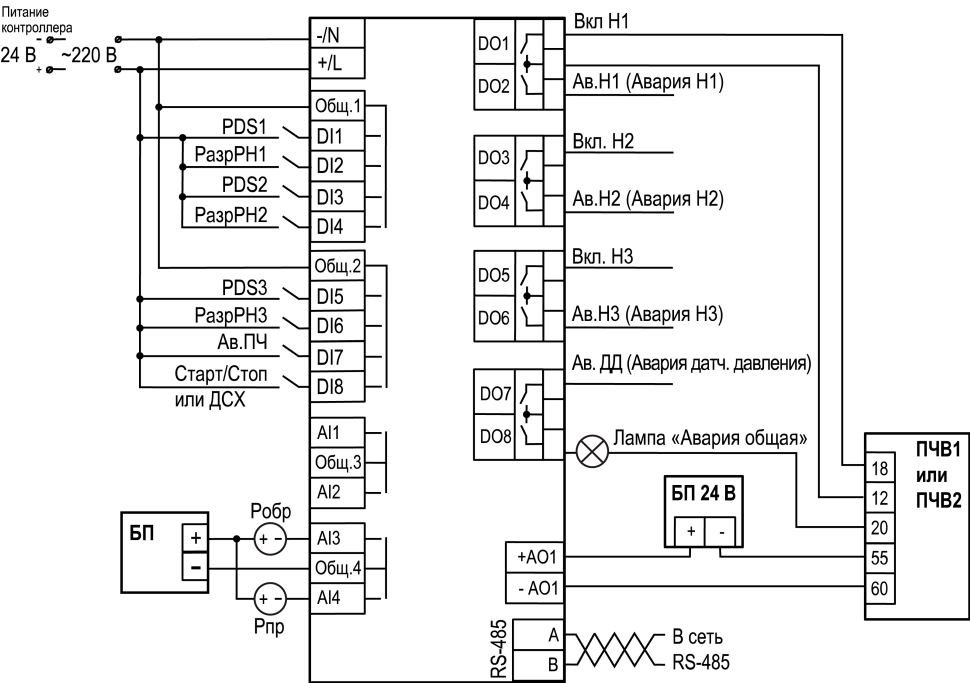 Питание
контроллера
24 В - + ~220 В
-/N
+/L
Общ.1
PDS1 DI1
РазрРН1 DI2
PDS2 DI3
РазрРН2 DI4
Общ.2
PDS3 DI5
РазрРН3 DI6
Ав.ПЧ DI7
Старт/Стоп DI8
или ДСХ
AI1
Общ.3
AI2
БП + -
Робр + -
AI3
Общ.4
AI4
+ -
Рпр
DO1 Вкл Н1
DO2 Ав.Н1 (Авария Н1)
DO3 Вкл. Н2
DO4 Ав.Н2 (Авария Н2)
DO5 Вкл. Н3
DO6 Ав.Н3 (Авария Н3)
DO7 Ав. ДД (Авария датч. давления)
DO8 Лампа «Авария общая»
БП 24 В
+ -
+AO1
- AO1
RS-485
A
B
В сеть
RS-485
ПЧВ1
или
ПЧВ2
18
12
20
55
60